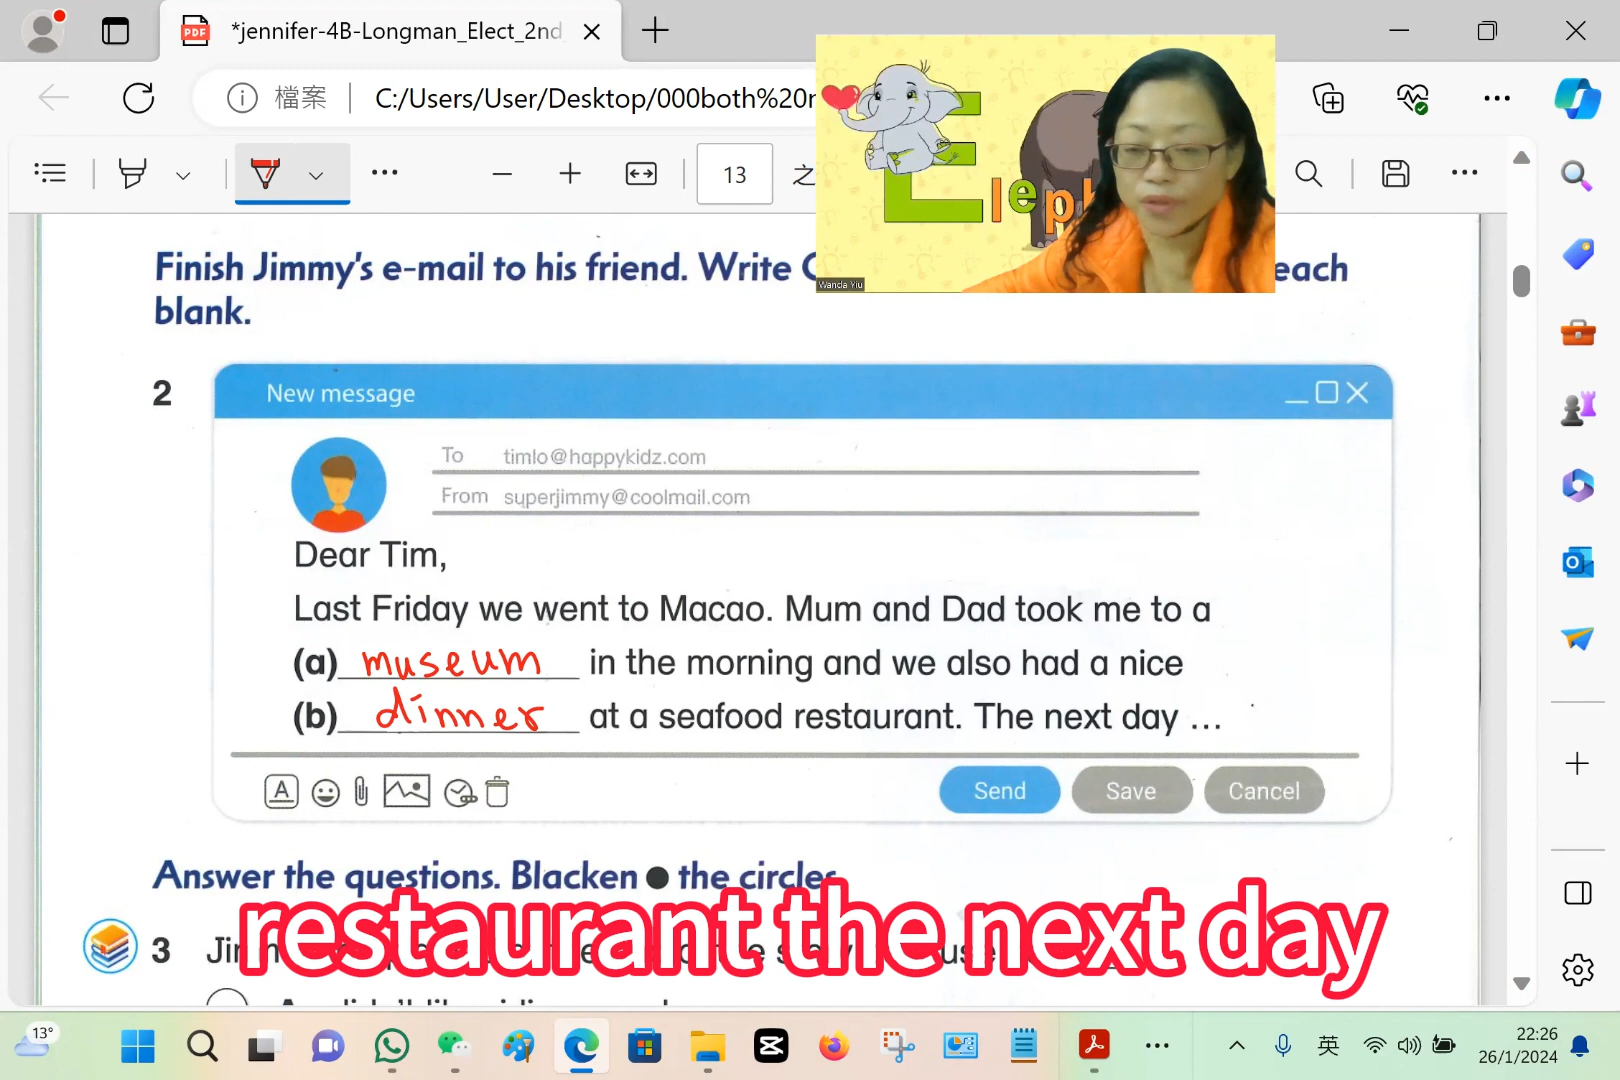 *jennifer-4B-Longman_Elect_2nd_
檔案
C:/Users/User/Desktop/000both%20
13
Eleph
Wanda Yiu
Finish Jimmy's e-mail to his friend. Write each
blank.
2
New message
To timlo@happykidz.com
From superjimmy@coolmail.com
Dear Tim,
Last Friday we went to Macao. Mum and Dad took me to a
(a) museum in the morning and we also had a nice
(b) dinner at a seafood restaurant. The next day ...
Send Save Cancel
Answer the questions. Blacken ● the circles
restaurant the next day
3
13°
英
22:26
26/1/2024